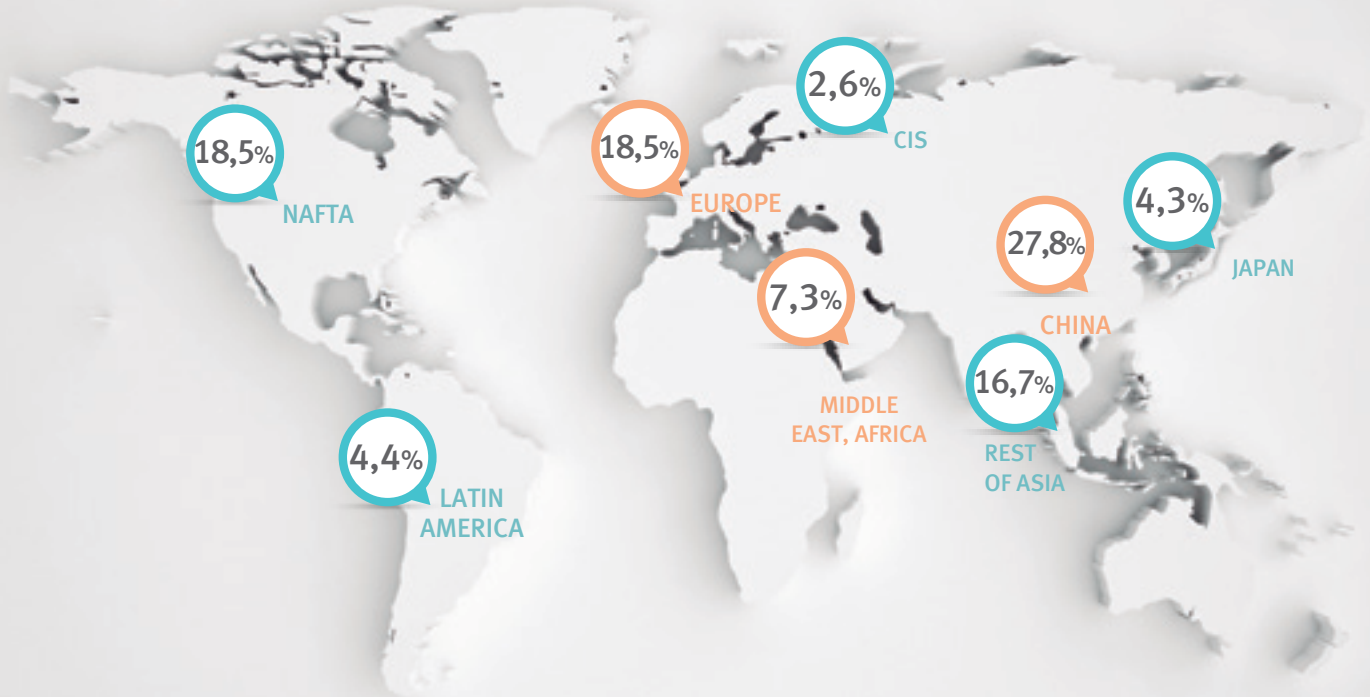 2,6%
CIS
18,5%
NAFTA
18,5%
EUROPE
4,3%
JAPAN
27,8%
CHINA
7,3%
MIDDLE
EAST, AFRICA
16,7%
REST
OF ASIA
4,4%
LATIN
AMERICA